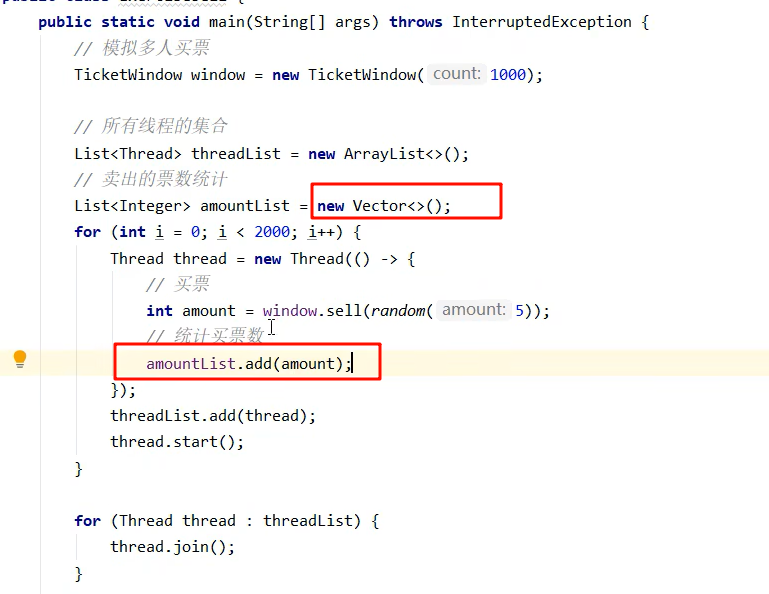 public static void main(String[] args) throws InterruptedException {
// 模拟多人买票
TicketWindow window = new TicketWindow( count: 1000);
// 所有线程的集合
List<Thread> threadList = new ArrayList<>();
// 卖出的票数统计
List<Integer> amountList = new Vector<>();
for (int i = 0; i < 2000; i++) {
Thread thread = new Thread(() -> {
// 买票
int amount = window.sell(random( amount: 5));
// 统计买票数
amountList.add(amount);
});
threadList.add(thread);
thread.start();
}
for (Thread thread : threadList) {
thread.join();
}